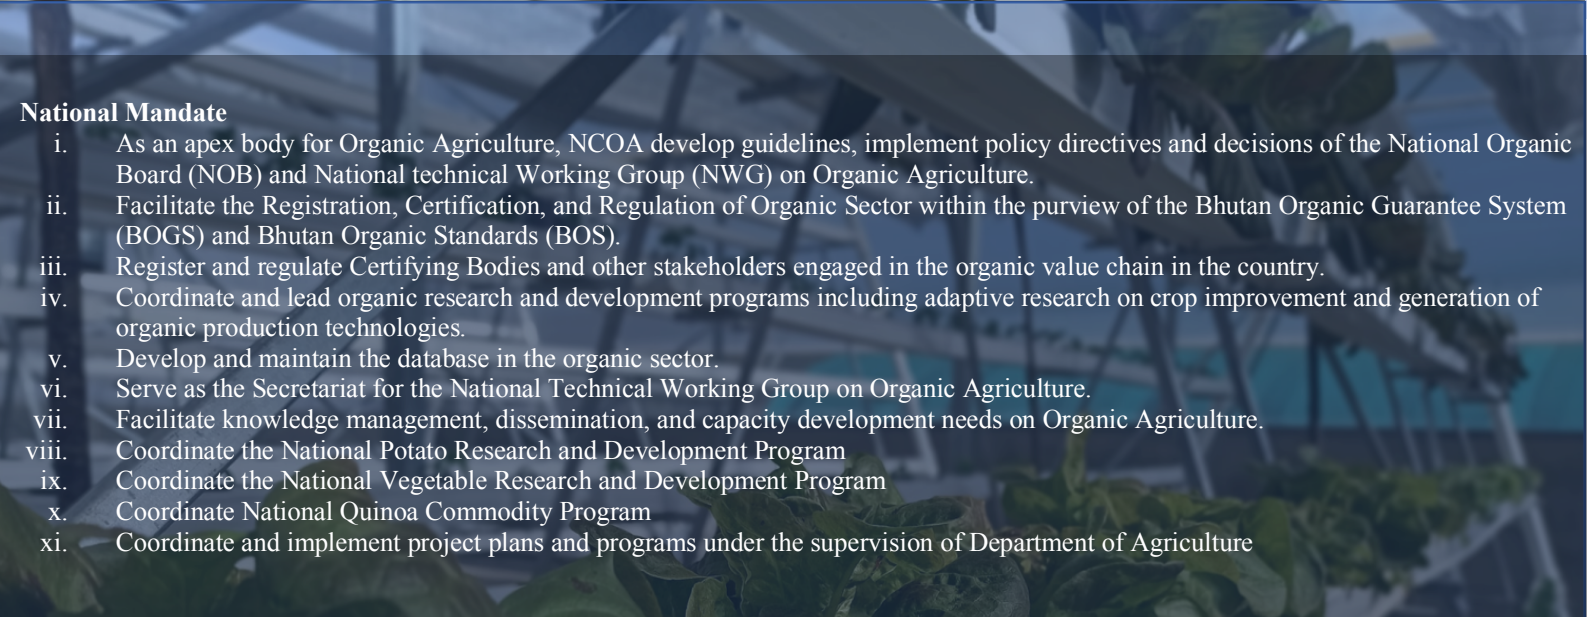 National Mandate
i. As an apex body for Organic Agriculture, NCOA develop guidelines, implement policy directives and decisions of the National Organic
Board (NOB) and National technical Working Group (NWG) on Organic Agriculture.
ii. Facilitate the Registration, Certification, and Regulation of Organic Sector within the purview of the Bhutan Organic Guarantee System
(BOGS) and Bhutan Organic Standards (BOS).
iii. Register and regulate Certifying Bodies and other stakeholders engaged in the organic value chain in the country.
iv. Coordinate and lead organic research and development programs including adaptive research on crop improvement and generation of
organic production technologies.
v. Develop and maintain the database in the organic sector.
vi. Serve as the Secretariat for the National Technical Working Group on Organic Agriculture.
vii. Facilitate knowledge management, dissemination, and capacity development needs on Organic Agriculture.
viii. Coordinate the National Potato Research and Development Program
ix. Coordinate the National Vegetable Research and Development Program
x. Coordinate National Quinoa Commodity Program
xi. Coordinate and implement project plans and programs under the supervision of Department of Agriculture